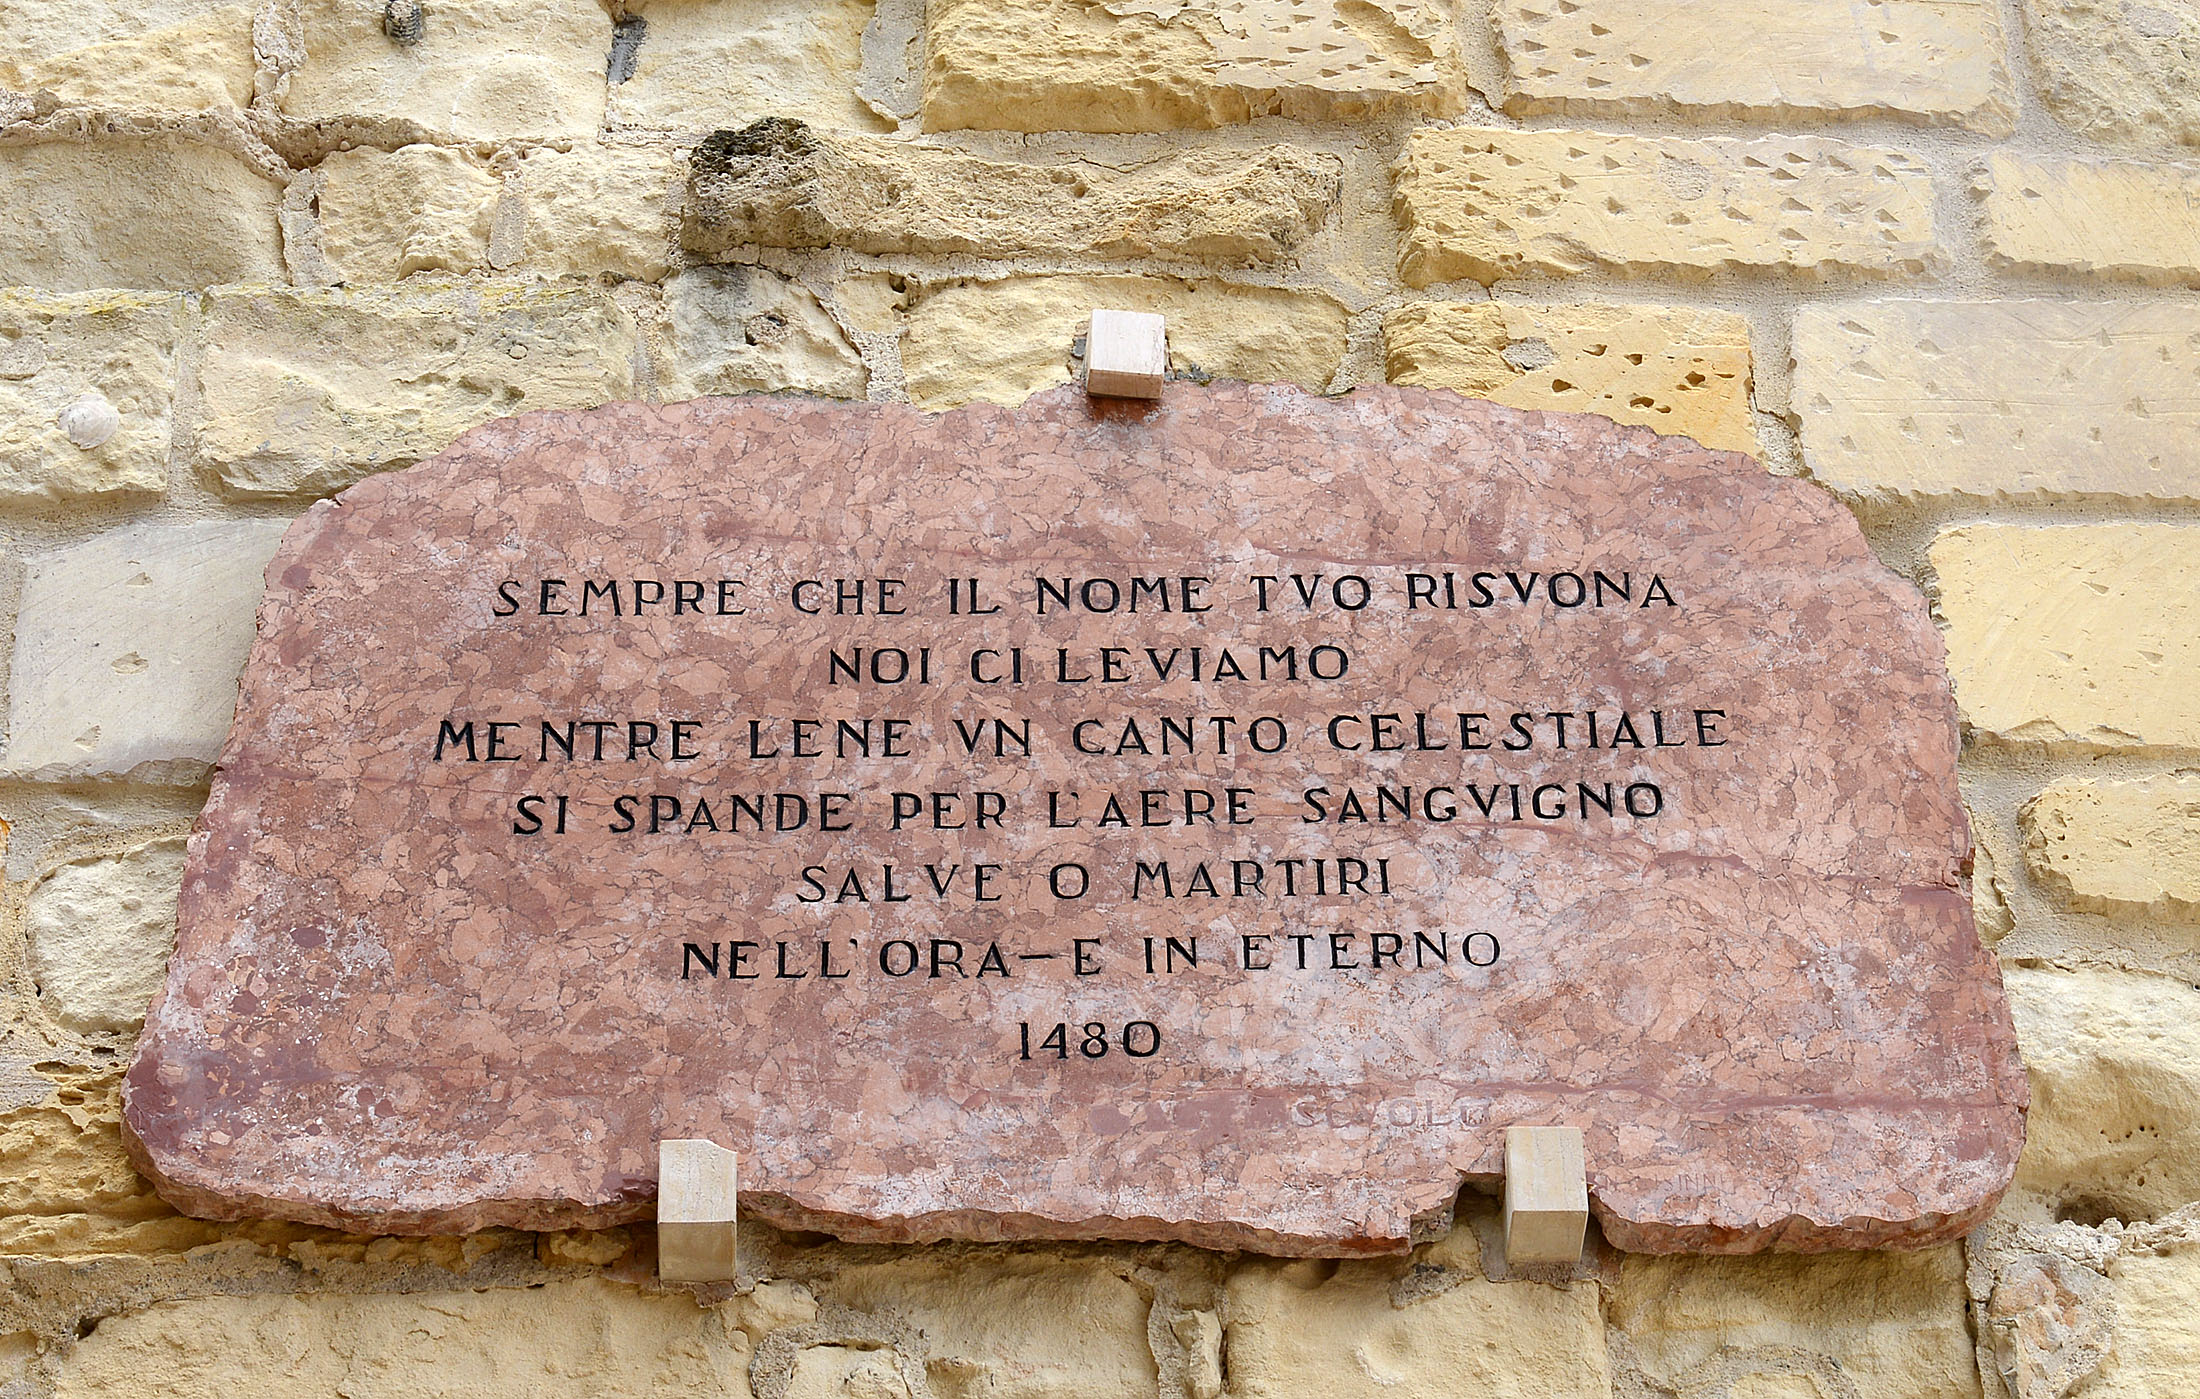 SEMPRE CHE IL NOME TVO RISVONA
NOI CI LEVIAMO
MENTRE LENE VN CANTO CELESTIALE
SI SPANDE PER L'AERE SANGVIGNO
SALVE O MARTIRI
NELL'ORA—E IN ETERNO
1480